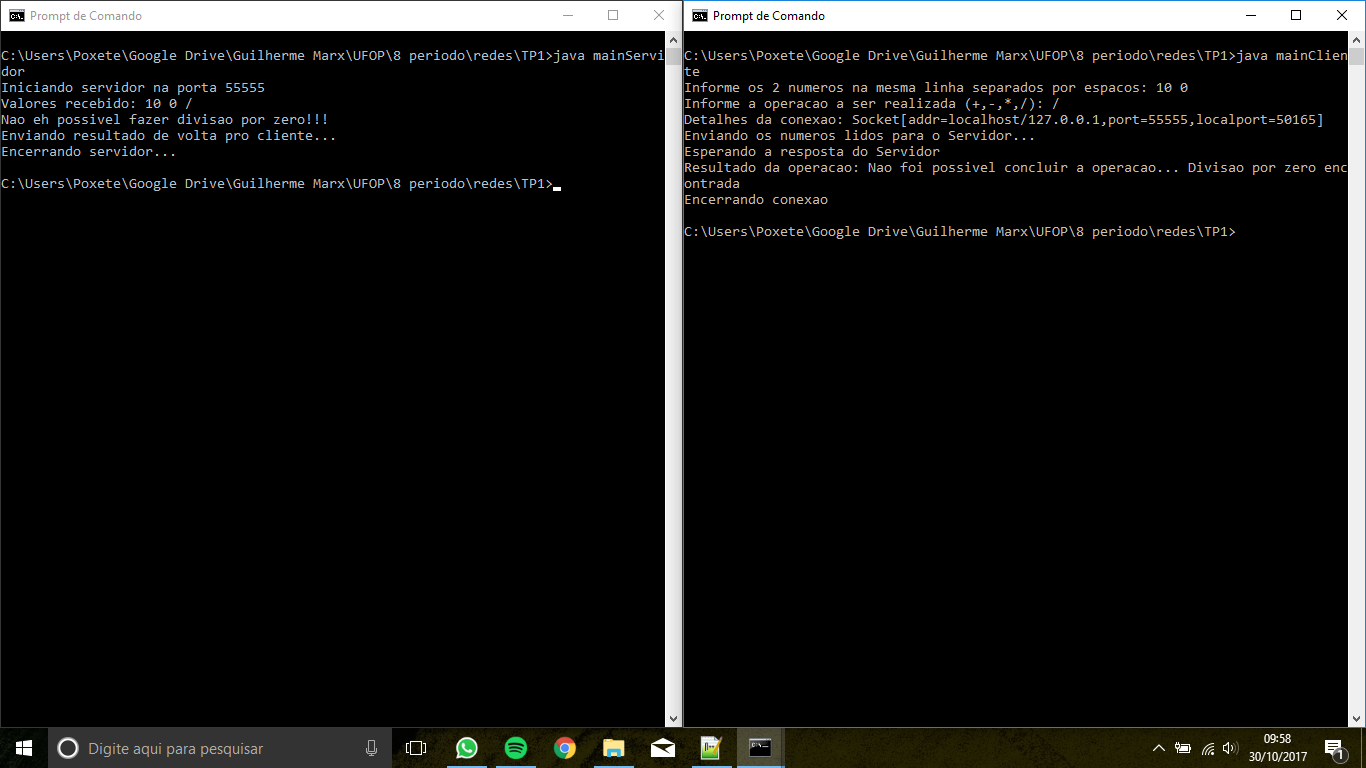 Prompt de Comando
C:\Users\Poxete\Google Drive\Guilherme Marx\UFOP\8 periodo\redes\TP1>java mainServi
dor
Iniciando servidor na porta 55555
Valores recebido: 10 0 /
Nao eh possivel fazer divisao por zero!!!
Enviando resultado de volta pro cliente...
Encerrando servidor...
C:\Users\Poxete\Google Drive\Guilherme Marx\UFOP\8 periodo\redes\TP1>
Prompt de Comando
C:\Users\Poxete\Google Drive\Guilherme Marx\UFOP\8 periodo\redes\TP1>java mainClien
te
Informe os 2 numeros na mesma linha separados por espacos: 10 0
Informe a operacao a ser realizada (+,-,*,/): /
Detalhes da conexao: Socket[addr=localhost/127.0.0.1,port=55555,localport=50165]
Enviando os numeros lidos para o Servidor...
Esperando a resposta do Servidor
Resultado da operacao: Nao foi possivel concluir a operacao... Divisao por zero enc
ontrada
Encerrando conexao
C:\Users\Poxete\Google Drive\Guilherme Marx\UFOP\8 periodo\redes\TP1>
Digite aqui para pesquisar
09:58
30/10/2017
1